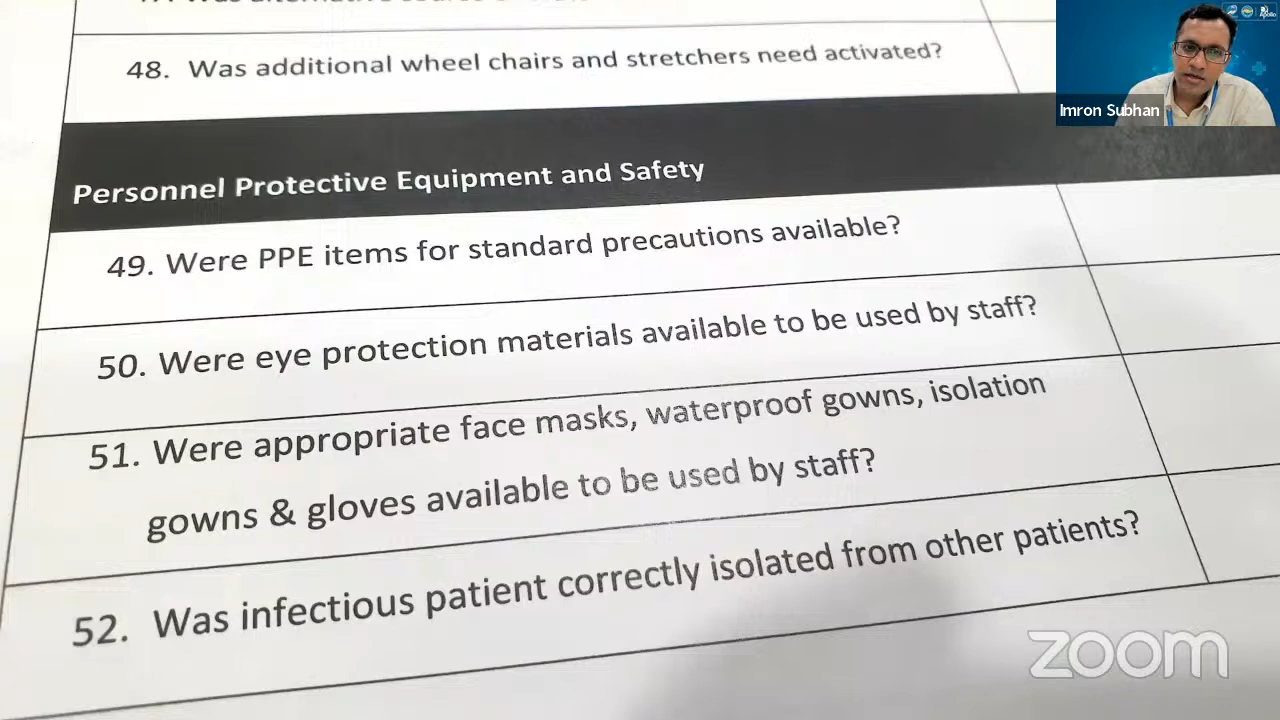 48. Was additional wheel chairs and stretchers need activated?
Imron Subhan
Personnel Protective Equipment and Safety
49. Were PPE items for standard precautions available?
50. Were eye protection materials available to be used by staff?
51. Were appropriate face masks, waterproof gowns, isolation
gowns & gloves available to be used by staff?
52. Was infectious patient correctly isolated from other patients?
zoom